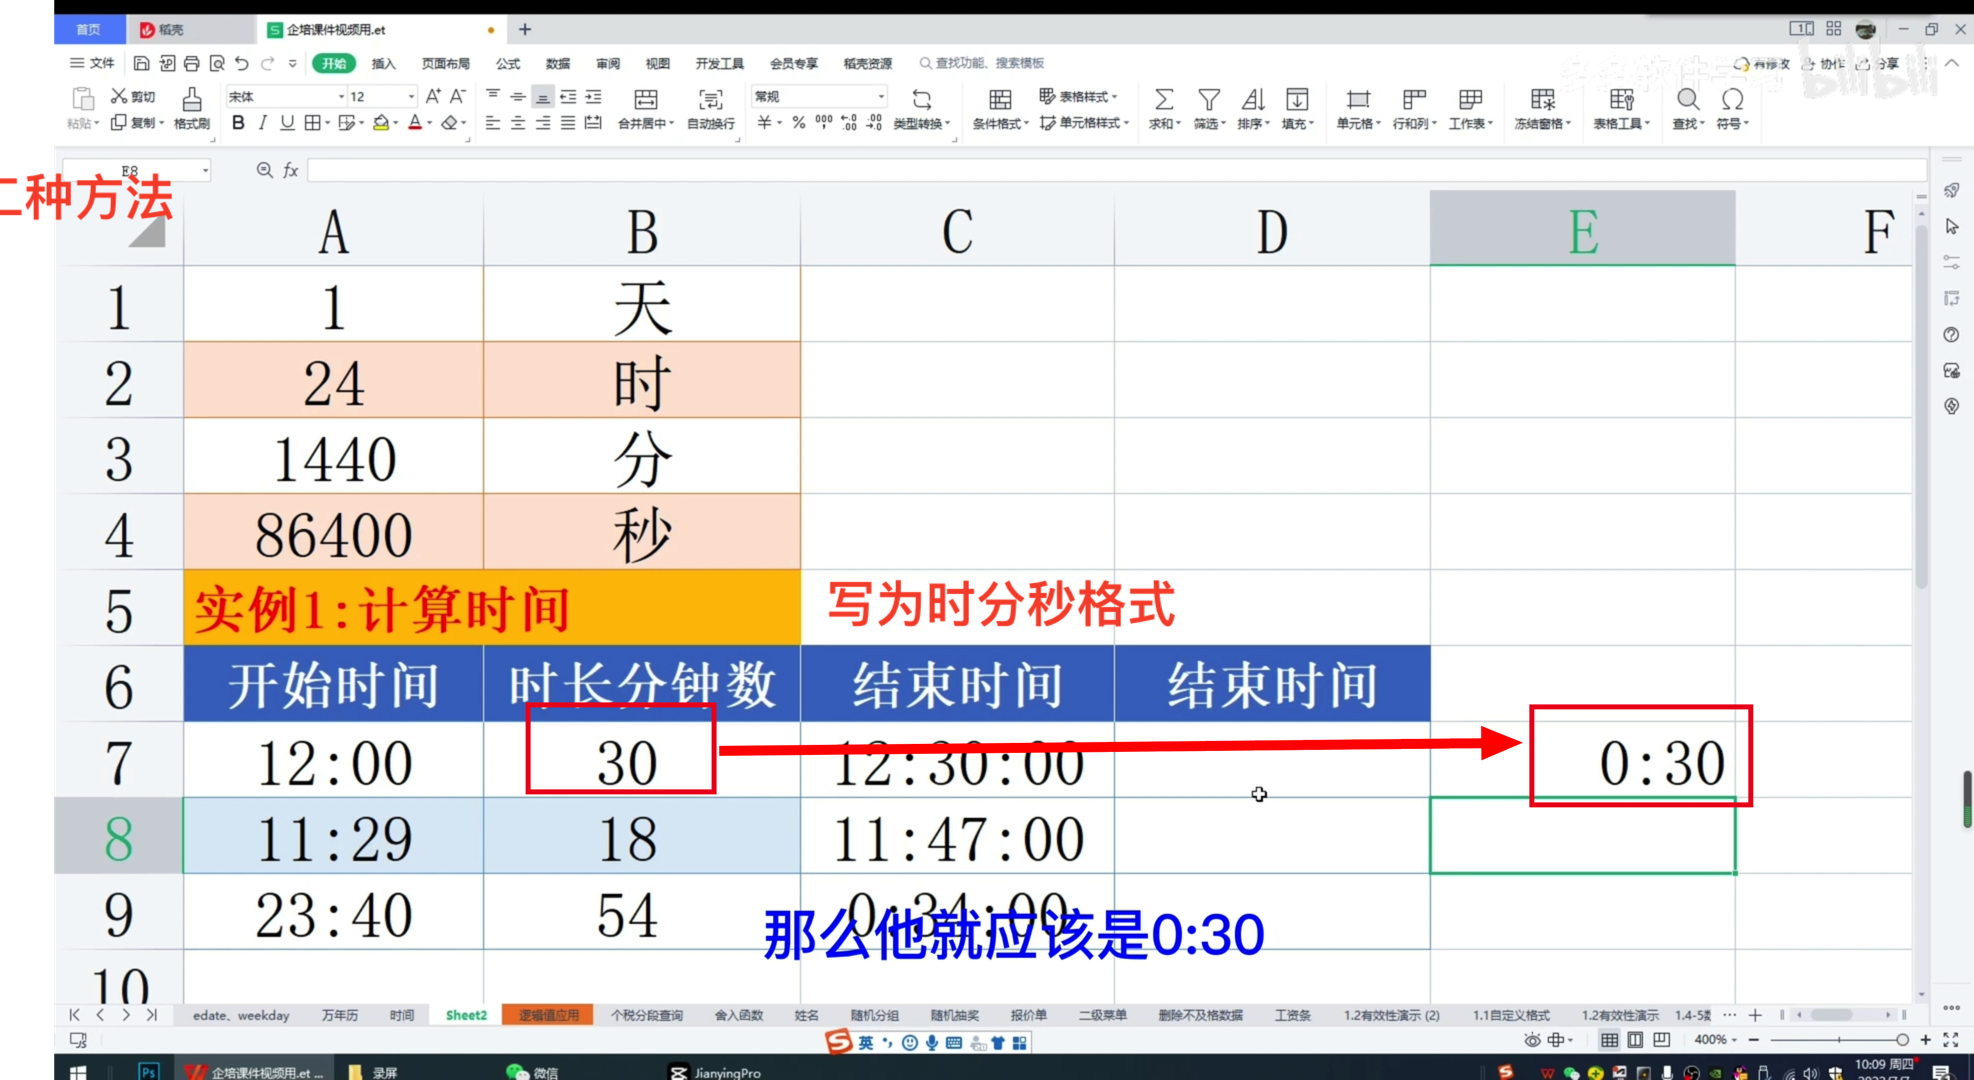 首页 稻壳 企培课件视频用.et
文件 开始 插入 页面布局 公式 数据 审阅 视图 开发工具 会员专享 稻壳资源 查找功能、搜索模板 有修改 协作 分享
bilibili
剪切 宋体 12 常规 表格样式
粘贴 复制 格式刷 合并居中 自动换行 类型转换 条件格式 单元格样式 求和 筛选 排序 填充 单元格 行和列 工作表 冻结窗格 表格工具 查找 符号
E8 fx
二种方法
A B C D E F
1 1 天
2 24 时
3 1440 分
4 86400 秒
5 实例1:计算时间 写为时分秒格式
6 开始时间 时长分钟数 结束时间 结束时间
7 12:00 30 12:30:00 0:30
8 11:29 18 11:47:00
9 23:40 54 0:34:00
那么他就应该是0:30
10
edate、weekday 万年历 时间 Sheet2 逻辑值应用 个税分段查询 舍入函数 姓名 随机分组 随机抽奖 报价单 二级菜单 删除不及格数据 工资条 1.2有效性演示 (2) 1.1自定义格式 1.2有效性演示
英 400%
Ps 企培课件视频用.et ... 录屏 微信 JianyingPro 10:09 周四